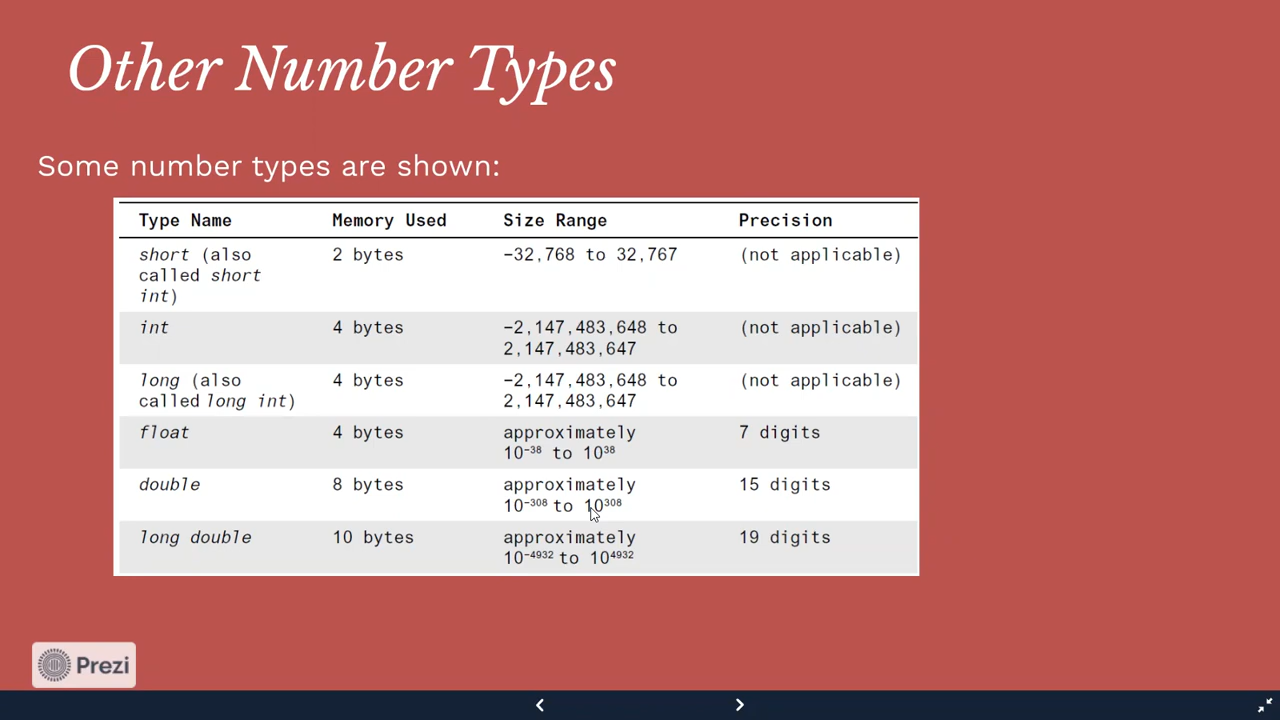 Other Number Types
Some number types are shown:
Type Name Memory Used Size Range Precision
short (also 2 bytes −32,768 to 32,767 (not applicable)
called short
int)
int 4 bytes −2,147,483,648 to (not applicable)
2,147,483,647
long (also 4 bytes −2,147,483,648 to (not applicable)
called long int) 2,147,483,647
float 4 bytes approximately 7 digits
10⁻³⁸ to 10³⁸
double 8 bytes approximately 15 digits
10⁻³⁰⁸ to 10³⁰⁸
long double 10 bytes approximately 19 digits
10⁻⁴⁹³² to 10⁴⁹³²
Prezi